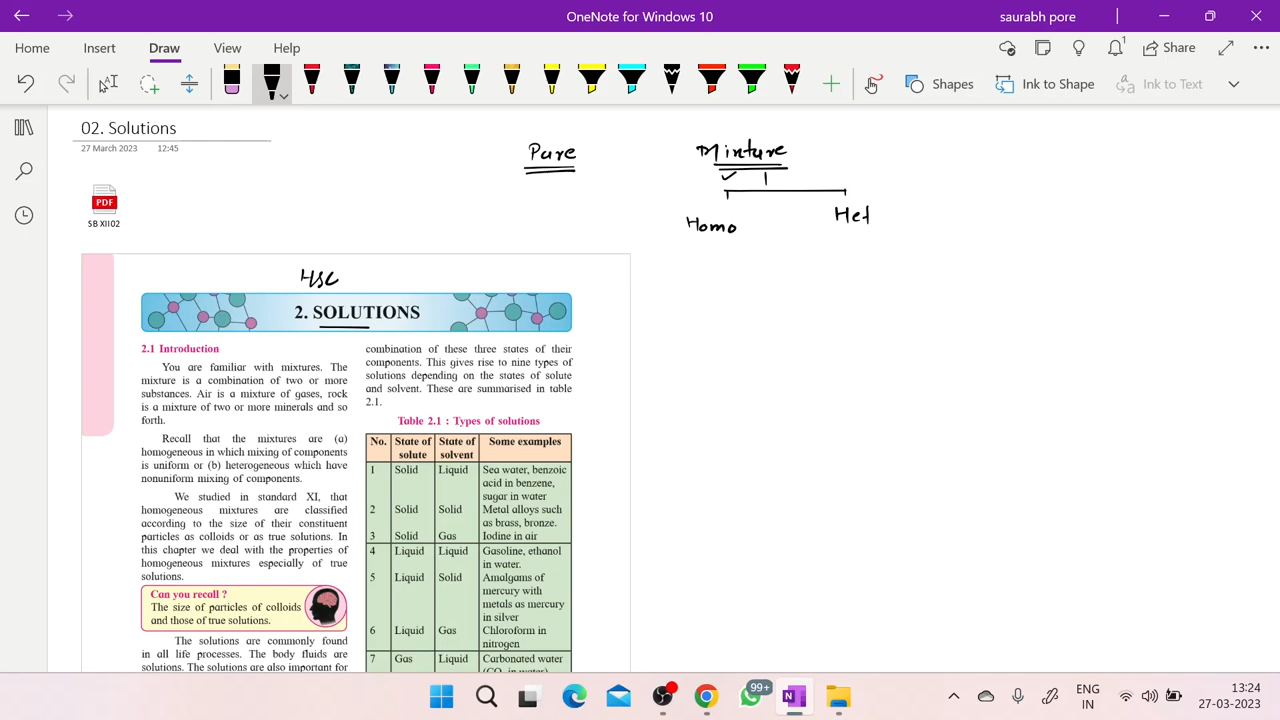 OneNote for Windows 10
saurabh pore
Home Insert Draw View Help
Share
Shapes Ink to Shape Ink to Text
02. Solutions
27 March 2023 12:45
PDF
SB XII02
Pure
Mixture
Homo
Het
HSC
2. SOLUTIONS
2.1 Introduction
You are familiar with mixtures. The
mixture is a combination of two or more
substances. Air is a mixture of gases, rock
is a mixture of two or more minerals and so
forth.
Recall that the mixtures are (a)
homogeneous in which mixing of components
is uniform or (b) heterogeneous which have
nonuniform mixing of components.
We studied in standard XI, that
homogeneous mixtures are classified
according to the size of their constituent
particles as colloids or as true solutions. In
this chapter we deal with the properties of
homogeneous mixtures especially of true
solutions.
Can you recall ?
The size of particles of colloids
and those of true solutions.
The solutions are commonly found
in all life processes. The body fluids are
solutions. The solutions are also important for
combination of these three states of their
components. This gives rise to nine types of
solutions depending on the states of solute
and solvent. These are summarised in table
2.1.
Table 2.1 : Types of solutions
No. State of solute State of solvent Some examples
1 Solid Liquid Sea water, benzoic
acid in benzene,
sugar in water
2 Solid Solid Metal alloys such
as brass, bronze.
3 Solid Gas Iodine in air
4 Liquid Liquid Gasoline, ethanol
in water.
5 Liquid Solid Amalgams of
mercury with
metals as mercury
in silver
6 Liquid Gas Chloroform in
nitrogen
7 Gas Liquid Carbonated water
(CO2 in water)
99+
ENG
IN
13:24
27-03-2023